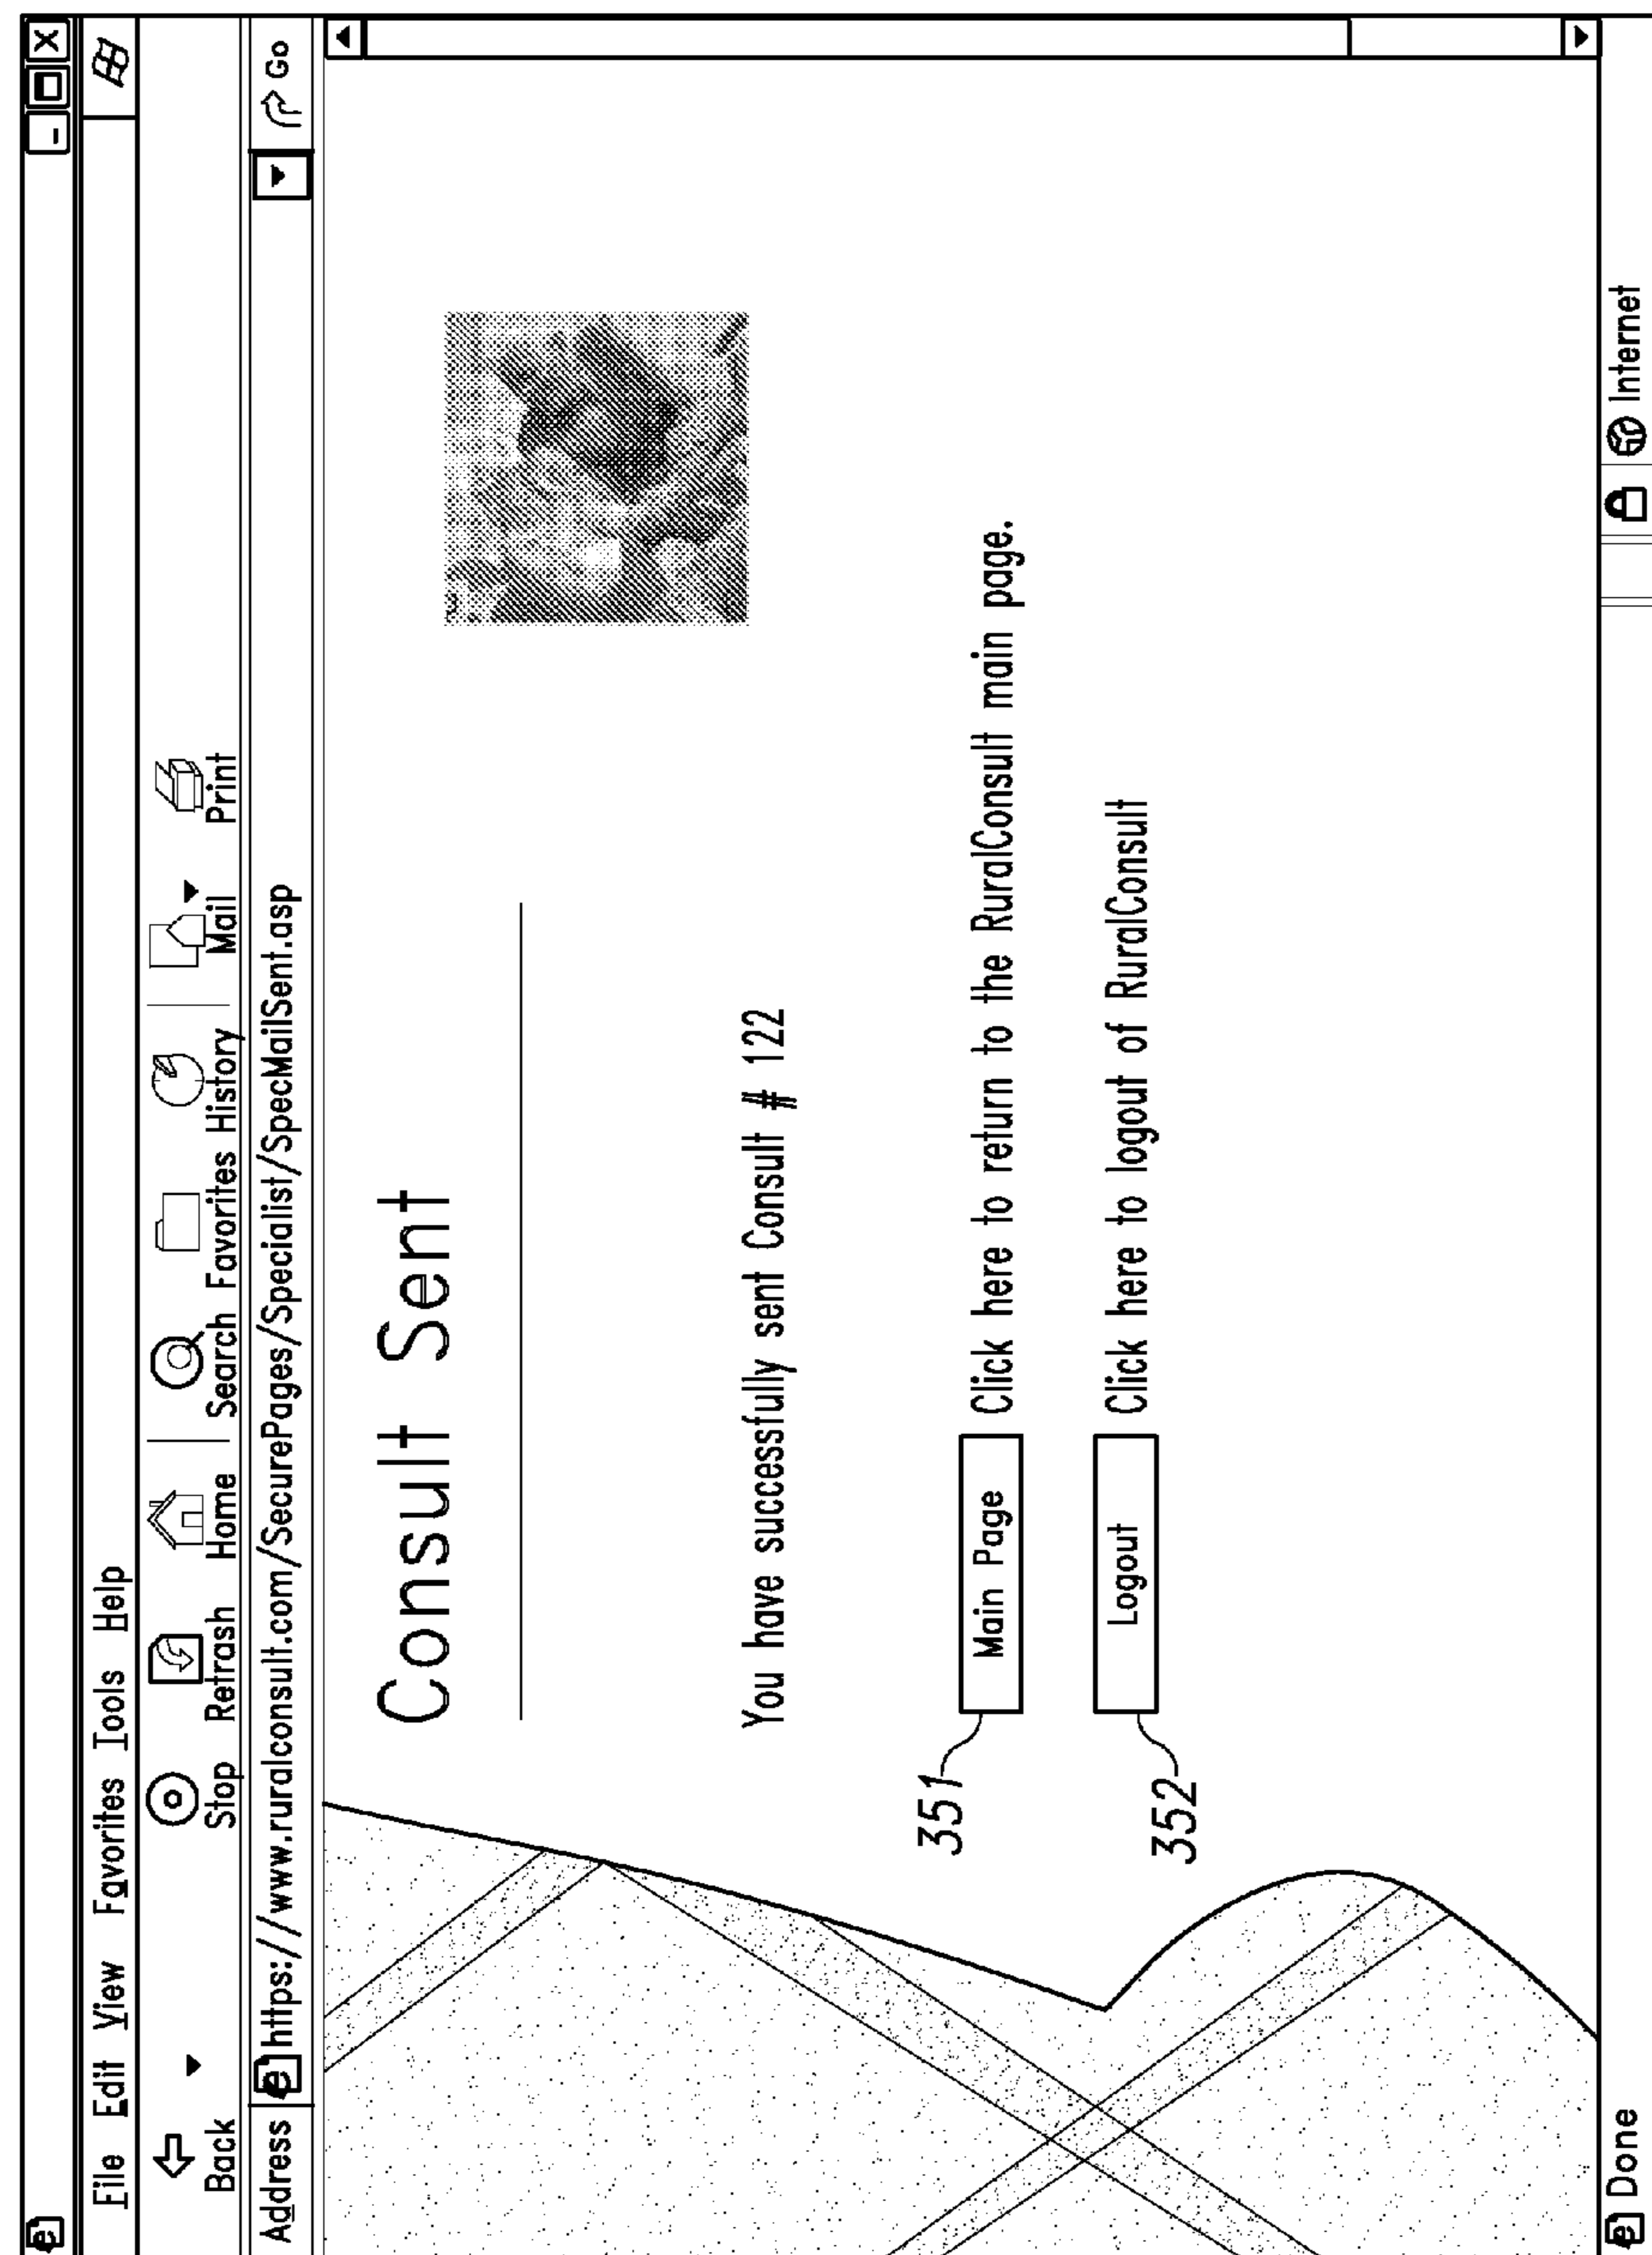 File Edit View Favorites Tools Help
Back Stop Retrash Home Search Favorites History Mail Print
Address https://www.ruralconsult.com/SecurePages/Specialist/SpecMailSent.asp Go
Consult Sent
You have successfully sent Consult # 122
351 Main Page Click here to return to the RuralConsult main page.
352 Logout Click here to logout of RuralConsult
Done Internet